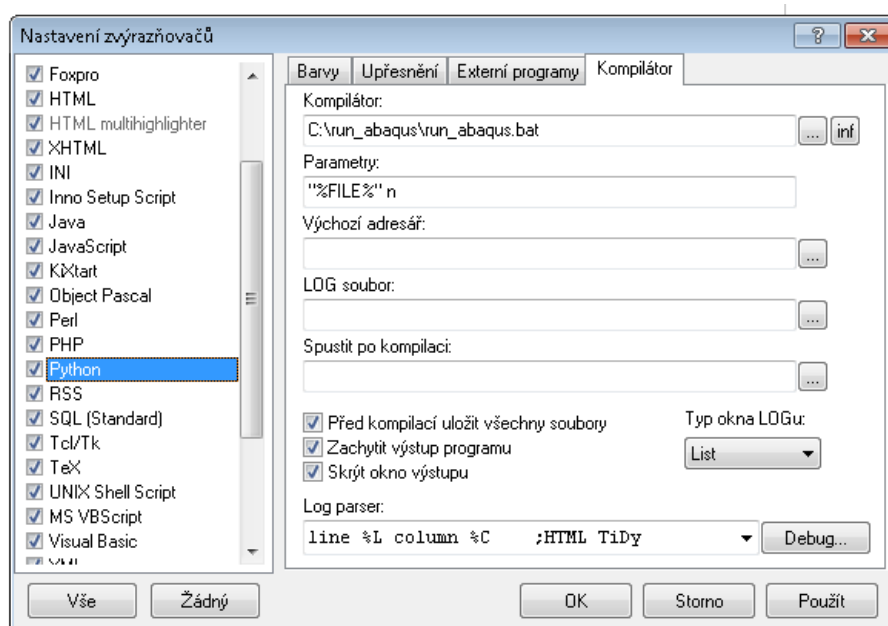 Nastavení zvýrazňovačů
Foxpro
HTML
HTML multihighlighter
XHTML
INI
Inno Setup Script
Java
JavaScript
KiXtart
Object Pascal
Perl
PHP
Python
RSS
SQL (Standard)
Tcl/Tk
TeX
UNIX Shell Script
MS VBScript
Visual Basic
XML
Vše
Žádný
Barvy
Upřesnění
Externí programy
Kompilátor
Kompilátor:
C:\run_abaqus\run_abaqus.bat
...
inf
Parametry:
"%FILE%" n
Výchozí adresář:
...
LOG soubor:
...
Spustit po kompilaci:
...
Před kompilací uložit všechny soubory
Zachytit výstup programu
Skrýt okno výstupu
Typ okna LOGu:
List
Log parser:
line %L column %C    ;HTML TiDy
Debug...
OK
Storno
Použít